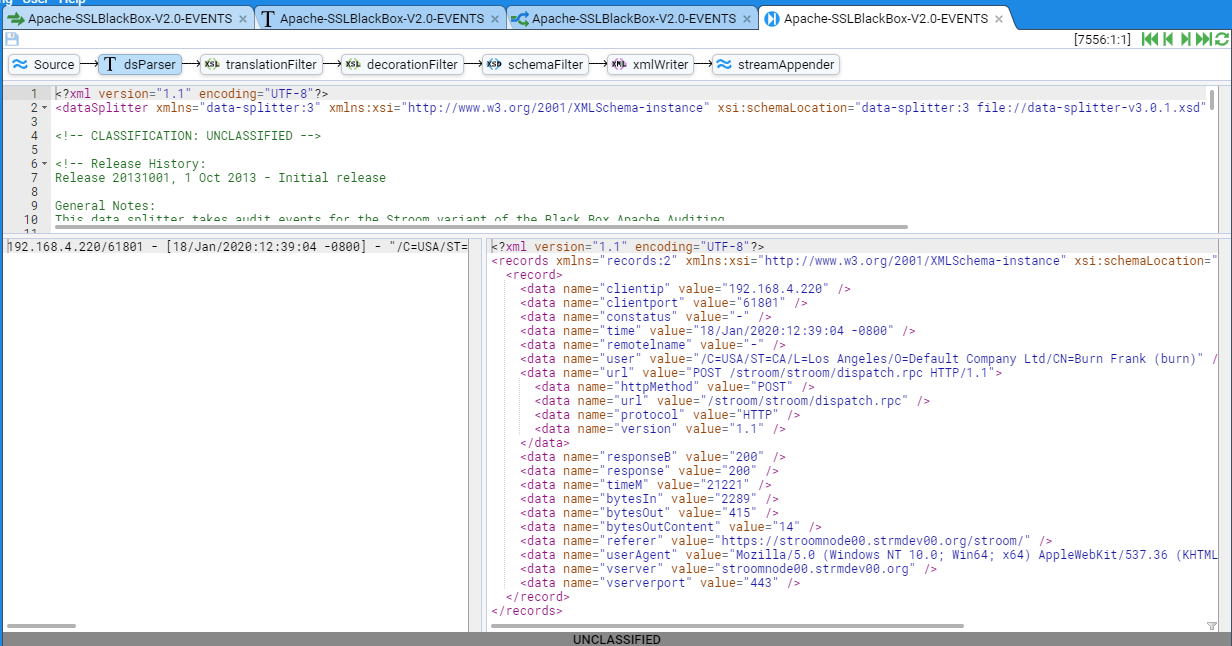 User Help
Apache-SSLBlackBox-V2.0-EVENTS × Apache-SSLBlackBox-V2.0-EVENTS × Apache-SSLBlackBox-V2.0-EVENTS × Apache-SSLBlackBox-V2.0-EVENTS ×
[7556:1:1]
Source dsParser translationFilter decorationFilter schemaFilter xmlWriter streamAppender
1 <?xml version="1.1" encoding="UTF-8"?>
2 <dataSplitter xmlns="data-splitter:3" xmlns:xsi="http://www.w3.org/2001/XMLSchema-instance" xsi:schemaLocation="data-splitter:3 file://data-splitter-v3.0.1.xsd"
3
4 <!-- CLASSIFICATION: UNCLASSIFIED -->
5
6 <!-- Release History:
7 Release 20131001, 1 Oct 2013 - Initial release
8
9 General Notes:
10 This data splitter takes audit events for the Stroom variant of the Black Box Apache Auditing
11
192.168.4.220/61801 - [18/Jan/2020:12:39:04 -0800] - "/C=USA/ST=
<?xml version="1.1" encoding="UTF-8"?>
<records xmlns="records:2" xmlns:xsi="http://www.w3.org/2001/XMLSchema-instance" xsi:schemaLocation="
<record>
<data name="clientip" value="192.168.4.220" />
<data name="clientport" value="61801" />
<data name="constatus" value="-" />
<data name="time" value="18/Jan/2020:12:39:04 -0800" />
<data name="remotelname" value="-" />
<data name="user" value="/C=USA/ST=CA/L=Los Angeles/O=Default Company Ltd/CN=Burn Frank (burn)" /
<data name="url" value="POST /stroom/stroom/dispatch.rpc HTTP/1.1">
<data name="httpMethod" value="POST" />
<data name="url" value="/stroom/stroom/dispatch.rpc" />
<data name="protocol" value="HTTP" />
<data name="version" value="1.1" />
</data>
<data name="responseB" value="200" />
<data name="response" value="200" />
<data name="timeM" value="21221" />
<data name="bytesIn" value="2289" />
<data name="bytesOut" value="415" />
<data name="bytesOutContent" value="14" />
<data name="referer" value="https://stroomnode00.strmdev00.org/stroom/" />
<data name="userAgent" value="Mozilla/5.0 (Windows NT 10.0; Win64; x64) AppleWebKit/537.36 (KHTML
<data name="vserver" value="stroomnode00.strmdev00.org" />
<data name="vserverport" value="443" />
</record>
</records>
UNCLASSIFIED